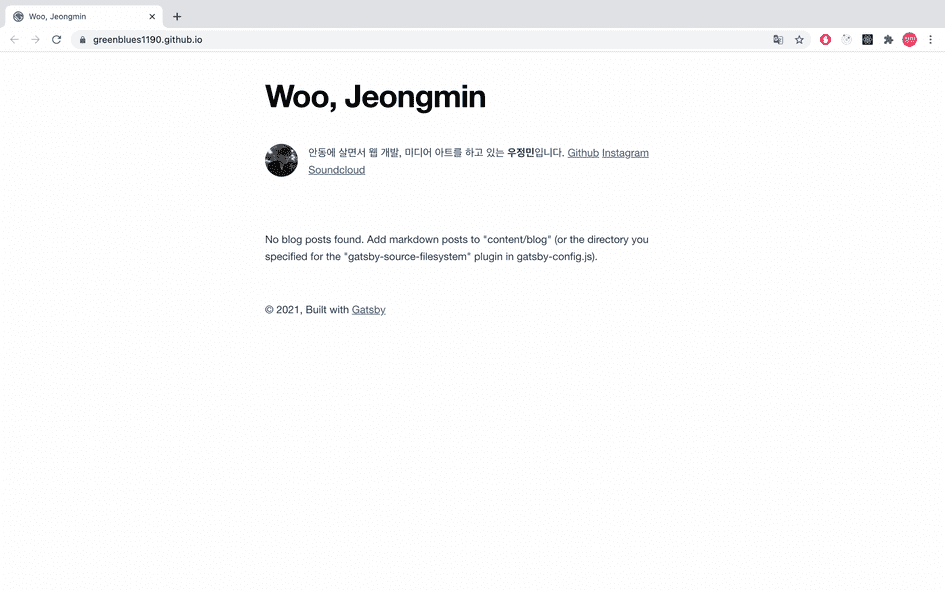 Woo, Jeongmin
greenblues1190.github.io
Woo, Jeongmin
안동에 살면서 웹 개발, 미디어 아트를 하고 있는 우정민입니다. Github Instagram
Soundcloud
No blog posts found. Add markdown posts to "content/blog" (or the directory you
specified for the "gatsby-source-filesystem" plugin in gatsby-config.js).
© 2021, Built with Gatsby